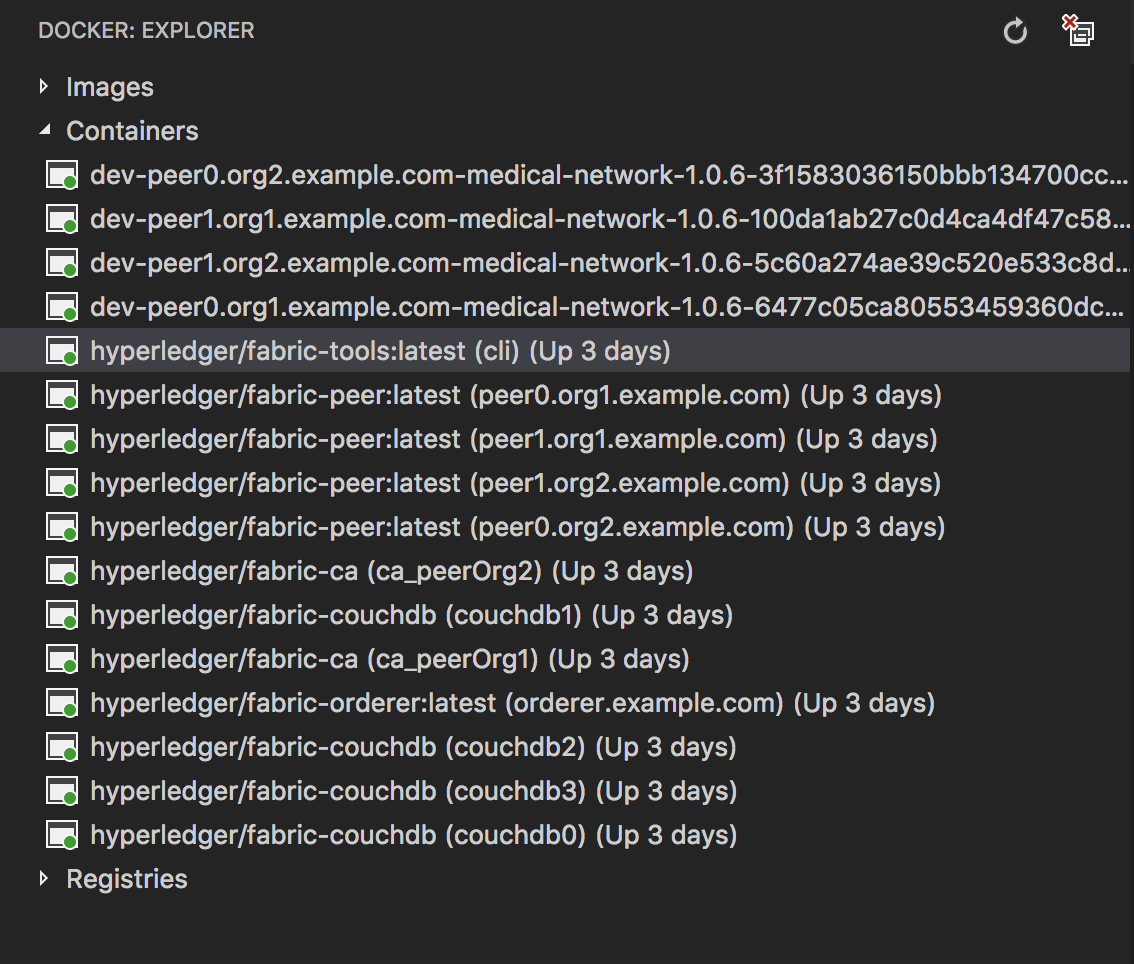 DOCKER: EXPLORER
Images
Containers
dev-peer0.org2.example.com-medical-network-1.0.6-3f1583036150bbb134700cc...
dev-peer1.org1.example.com-medical-network-1.0.6-100da1ab27c0d4ca4df47c58...
dev-peer1.org2.example.com-medical-network-1.0.6-5c60a274ae39c520e533c8d...
dev-peer0.org1.example.com-medical-network-1.0.6-6477c05ca80553459360dc...
hyperledger/fabric-tools:latest (cli) (Up 3 days)
hyperledger/fabric-peer:latest (peer0.org1.example.com) (Up 3 days)
hyperledger/fabric-peer:latest (peer1.org1.example.com) (Up 3 days)
hyperledger/fabric-peer:latest (peer1.org2.example.com) (Up 3 days)
hyperledger/fabric-peer:latest (peer0.org2.example.com) (Up 3 days)
hyperledger/fabric-ca (ca_peerOrg2) (Up 3 days)
hyperledger/fabric-couchdb (couchdb1) (Up 3 days)
hyperledger/fabric-ca (ca_peerOrg1) (Up 3 days)
hyperledger/fabric-orderer:latest (orderer.example.com) (Up 3 days)
hyperledger/fabric-couchdb (couchdb2) (Up 3 days)
hyperledger/fabric-couchdb (couchdb3) (Up 3 days)
hyperledger/fabric-couchdb (couchdb0) (Up 3 days)
Registries